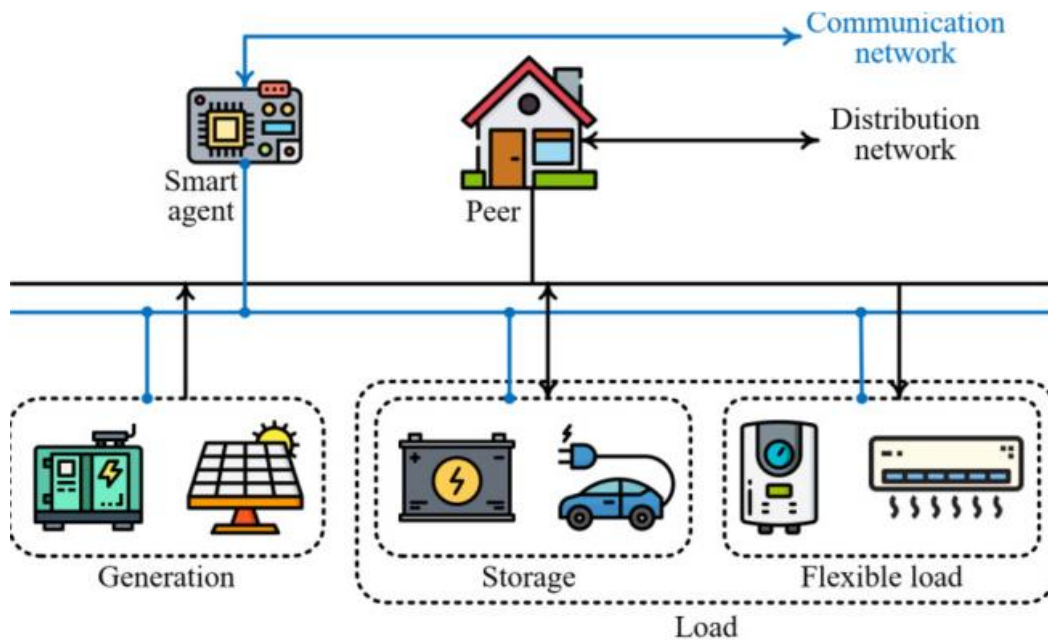 Communication
network
Distribution
network
Smart
agent
Peer
Generation
Storage
Flexible load
Load